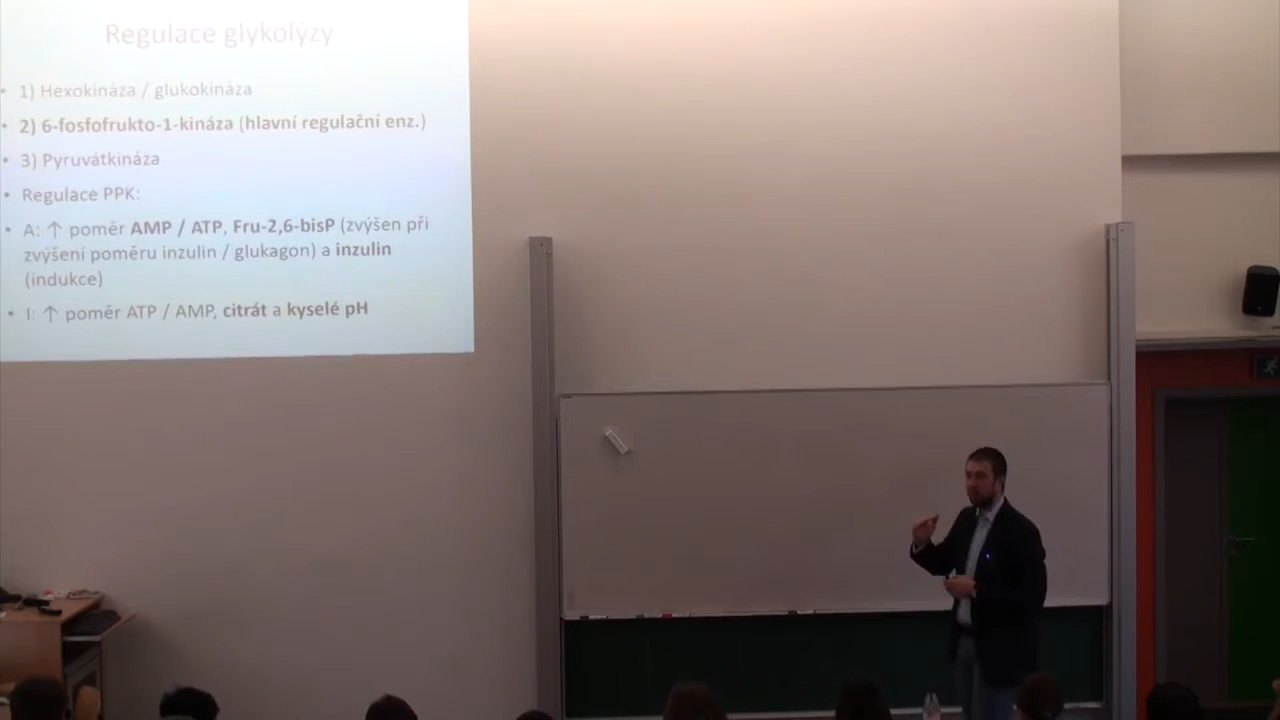 Regulace glykolýzy
• 1) Hexokináza / glukokináza
• 2) 6-fosfofrukto-1-kináza (hlavní regulační enz.)
• 3) Pyruvátkináza
• Regulace PPK:
• A: ↑ poměr AMP / ATP, Fru-2,6-bisP (zvýšen při
zvýšení poměru inzulin / glukagon) a inzulin
(indukce)
• I: ↑ poměr ATP / AMP, citrát a kyselé pH